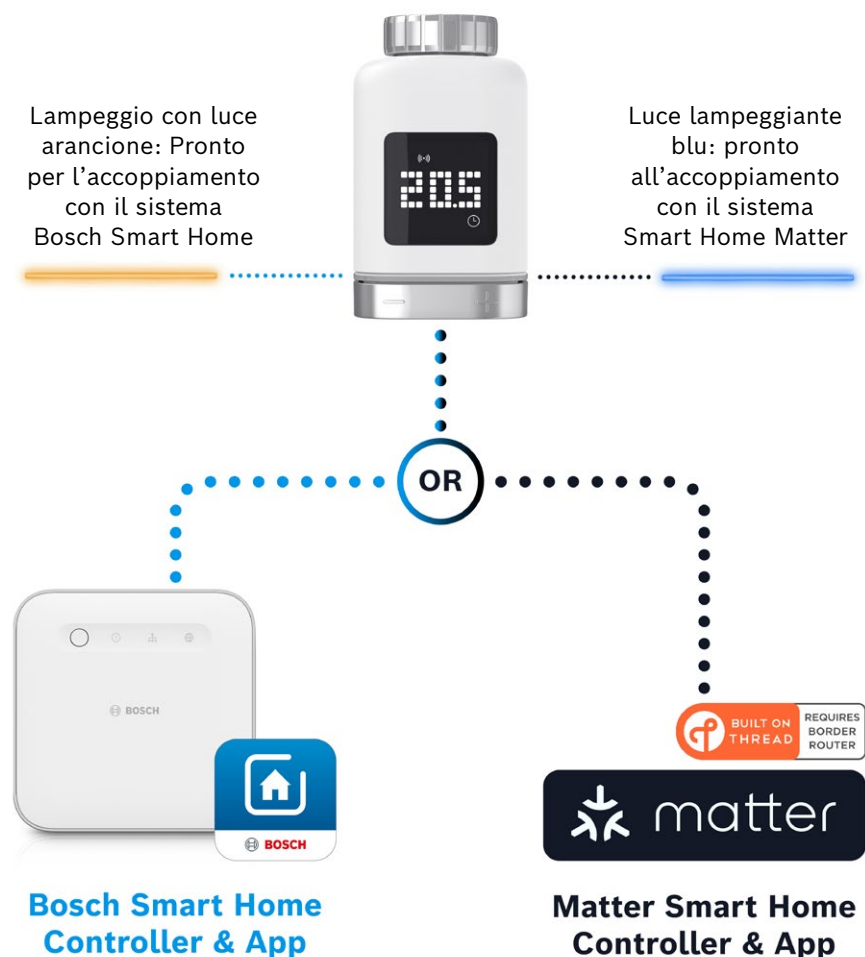 Lampeggio con luce
arancione: Pronto
per l’accoppiamento
con il sistema
Bosch Smart Home
20.5
Luce lampeggiante
blu: pronto
all’accoppiamento
con il sistema
Smart Home Matter
OR
BOSCH
BOSCH
BUILT ON
THREAD
REQUIRES
BORDER
ROUTER
matter
Bosch Smart Home
Controller & App
Matter Smart Home
Controller & App